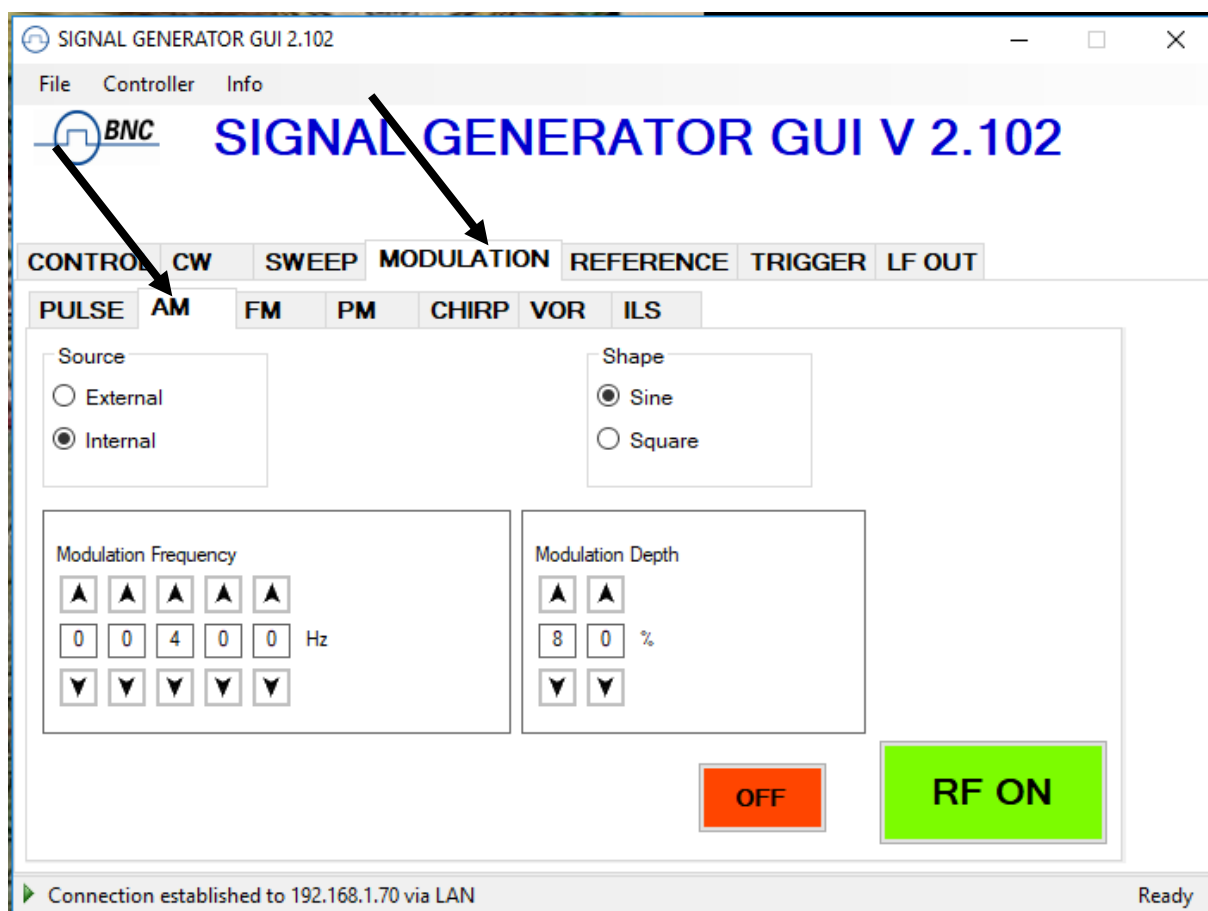 SIGNAL GENERATOR GUI 2.102
File Controller Info
BNC SIGNAL GENERATOR GUI V 2.102
CONTROL CW SWEEP MODULATION REFERENCE TRIGGER LF OUT
PULSE AM FM PM CHIRP VOR ILS
Source Shape
External Sine
Internal Square
Modulation Frequency Modulation Depth
0 0 4 0 0 Hz 8 0 %
OFF RF ON
Connection established to 192.168.1.70 via LAN Ready